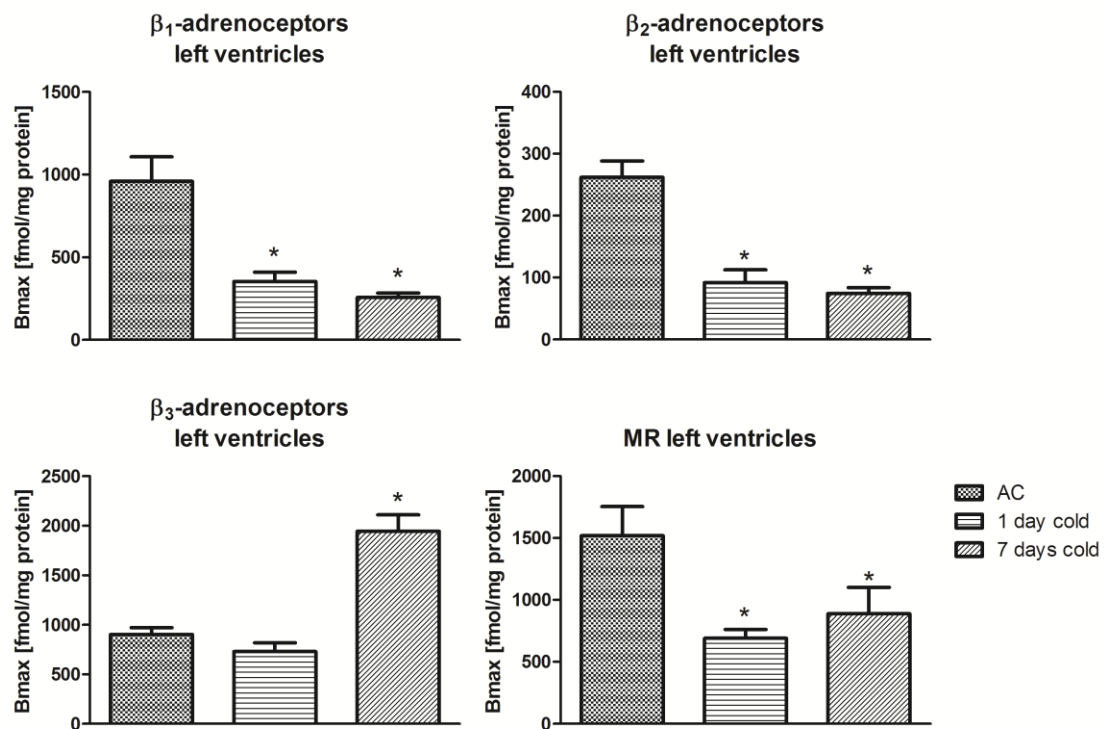 β₁-adrenoceptors
left ventricles
Bmax [fmol/mg protein]
1500
1000
500
0
*
*
β₂-adrenoceptors
left ventricles
Bmax [fmol/mg protein]
400
300
200
100
0
*
*
β₃-adrenoceptors
left ventricles
Bmax [fmol/mg protein]
2500
2000
1500
1000
500
0
*
MR left ventricles
Bmax [fmol/mg protein]
2000
1500
1000
500
0
*
*
AC
1 day cold
7 days cold